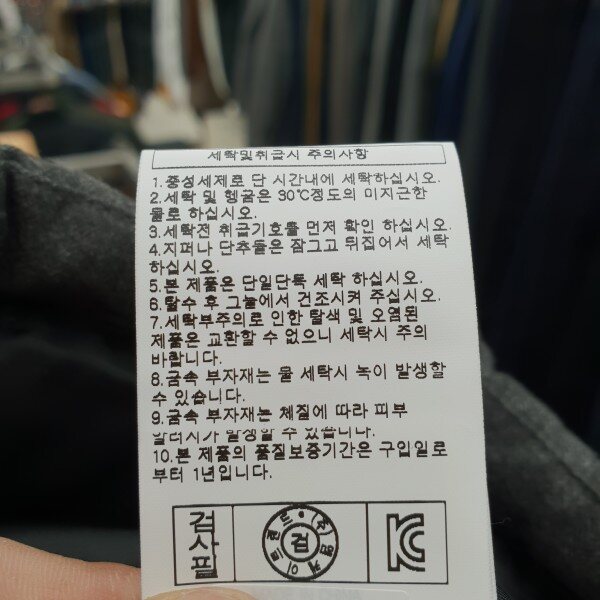 세탁및취급시 주의사항
1.중성세제로 단 시간내에 세탁하십시오.
2.세탁 및 헹굼은 30℃정도의 미지근한
물로 하십시오.
3.세탁전 취급기호를 먼저 확인 하십시오.
4.지퍼나 단추들은 잠그고 뒤집어서 세탁
하십시오.
5.본 제품은 단일단독 세탁 하십시오.
6.탈수 후 그늘에서 건조시켜 주십시오.
7.세탁부주의로 인한 탈색 및 오염된
제품은 교환할 수 없으니 세탁시 주의
바랍니다.
8.금속 부자재는 물 세탁시 녹이 발생할
수 있습니다.
9.금속 부자재는 체질에 따라 피부
알러지가 발생할 수 있습니다.
10.본 제품의 품질보증기간은 구입일로
부터 1년입니다.
검사필
검
KC